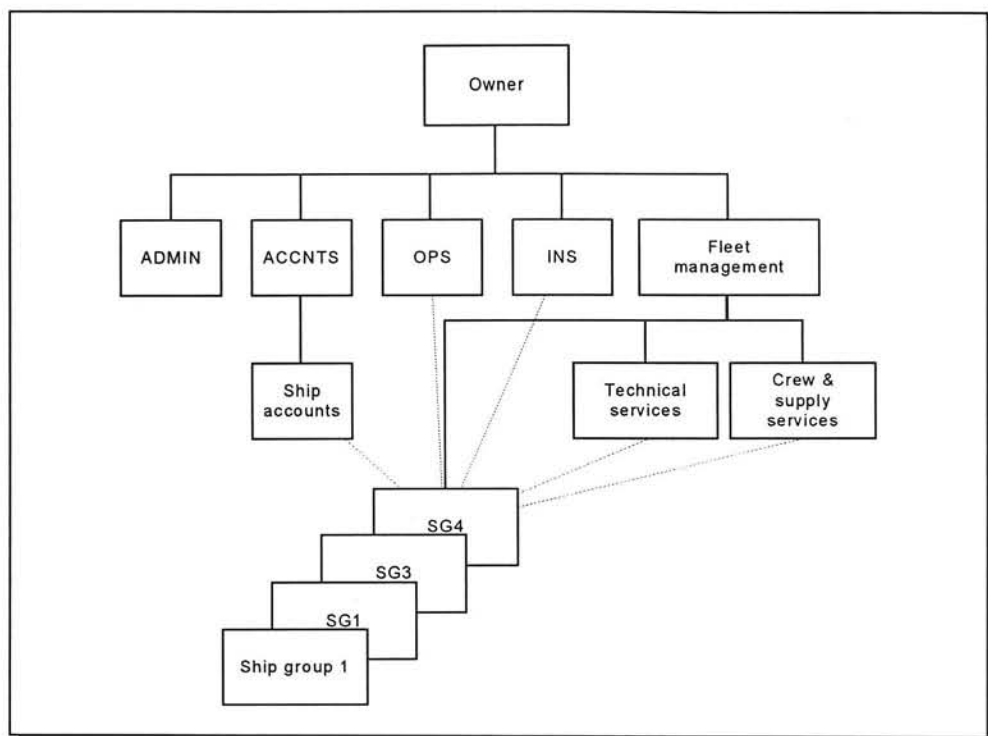 Owner
ADMIN
ACCNTS
OPS
INS
Fleet
management
Ship
accounts
Technical
services
Crew &
supply
services
SG4
SG3
SG1
Ship group 1